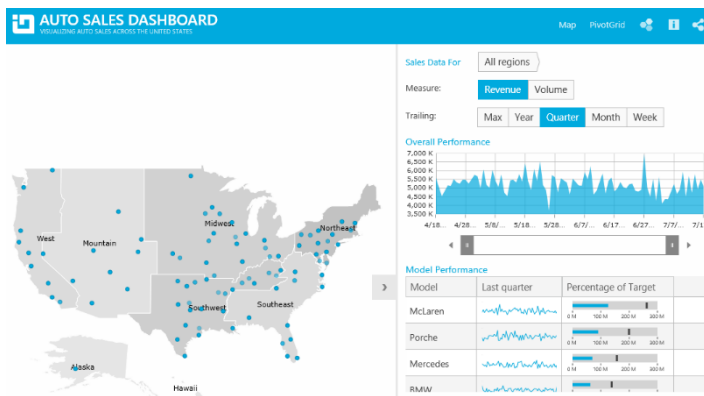 AUTO SALES DASHBOARD
VISUALIZING AUTO SALES ACROSS THE UNITED STATES
Map PivotGrid
Sales Data For All regions
Measure: Revenue Volume
Trailing: Max Year Quarter Month Week
Overall Performance
7,000 K
6,500 K
6,000 K
5,500 K
5,000 K
4,500 K
4,000 K
3,500 K
4/18... 4/28... 5/8/... 5/18... 5/28... 6/7/... 6/17... 6/27... 7/7/... 7/1
West
Mountain
Midwest
Northeast
Southwest
Southeast
Alaska
Hawaii
Model Performance
Model Last quarter Percentage of Target
McLaren
0 M 100 M 200 M 300 M
Porche
0 M 100 M 200 M 300 M
Mercedes
0 M 100 M 200 M 300 M
BMW